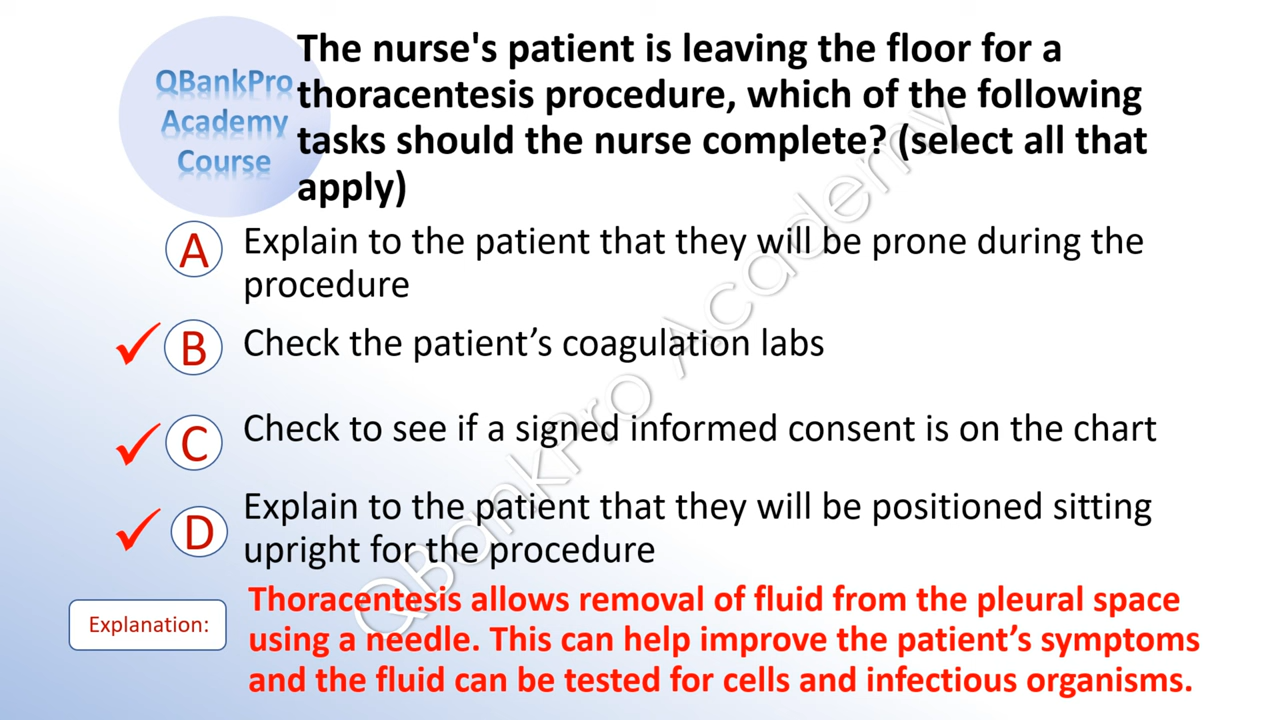 The nurse's patient is leaving the floor for a
QBankPro
thoracentesis procedure, which of the following
Academy
tasks should the nurse complete? (select all that
Course
apply)
A
Explain to the patient that they will be prone during the
procedure
B
Check the patient’s coagulation labs
C
Check to see if a signed informed consent is on the chart
D
Explain to the patient that they will be positioned sitting
upright for the procedure
Explanation:
Thoracentesis allows removal of fluid from the pleural space
using a needle. This can help improve the patient’s symptoms
and the fluid can be tested for cells and infectious organisms.
QBankPro Academy